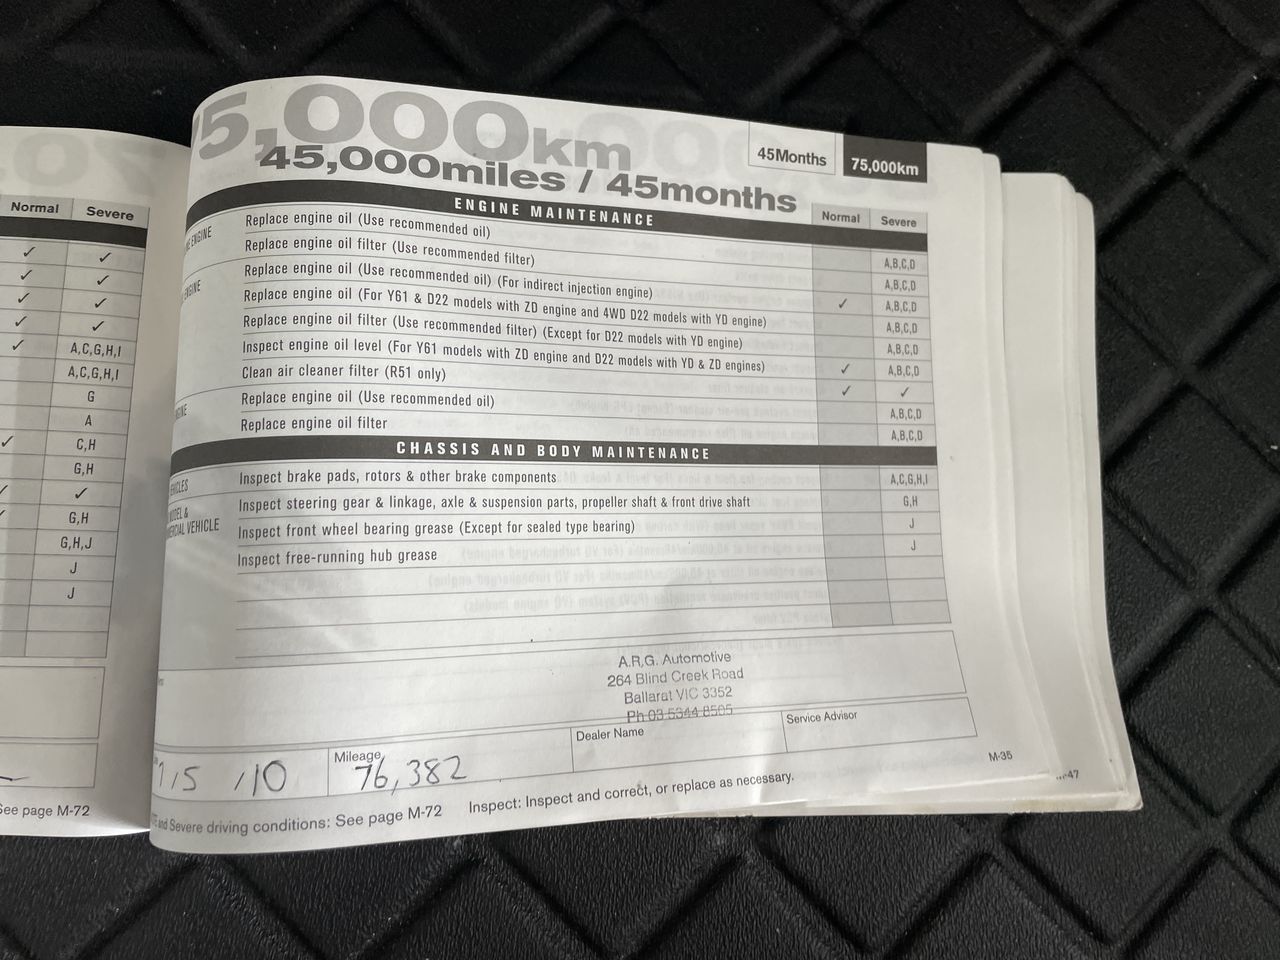 Normal Severe
✓ ✓
✓ ✓
✓ ✓
✓ ✓
✓ A,C,G,H,I
A,C,G,H,I
G
A
✓ C,H
G,H
✓ ✓
✓ G,H
G,H,J
J
J
See page M-72
75,000km
45,000miles / 45months
45Months
75,000km
ENGINE MAINTENANCE
Normal Severe
ENGINE
Replace engine oil (Use recommended oil) A,B,C,D
Replace engine oil filter (Use recommended filter) A,B,C,D
ENGINE
Replace engine oil (Use recommended oil) (For indirect injection engine) ✓ A,B,C,D
Replace engine oil (For Y61 & D22 models with ZD engine and 4WD D22 models with YD engine) A,B,C,D
Replace engine oil filter (Use recommended filter) (Except for D22 models with YD engine) A,B,C,D
Inspect engine oil level (For Y61 models with ZD engine and D22 models with YD & ZD engines) ✓ A,B,C,D
Clean air cleaner filter (R51 only) ✓ ✓
Replace engine oil (Use recommended oil) A,B,C,D
Replace engine oil filter A,B,C,D
CHASSIS AND BODY MAINTENANCE
Inspect brake pads, rotors & other brake components A,C,G,H,I
MODEL &
VEHICLE
Inspect steering gear & linkage, axle & suspension parts, propeller shaft & front drive shaft G,H
Inspect front wheel bearing grease (Except for sealed type bearing) J
Inspect free-running hub grease J
A.R.G. Automotive
264 Blind Creek Road
Ballarat VIC 3352
Ph 03 5344 8505
/5 /10
Mileage
76,382
Dealer Name
Service Advisor
and Severe driving conditions: See page M-72
Inspect: Inspect and correct, or replace as necessary.
M-35
47